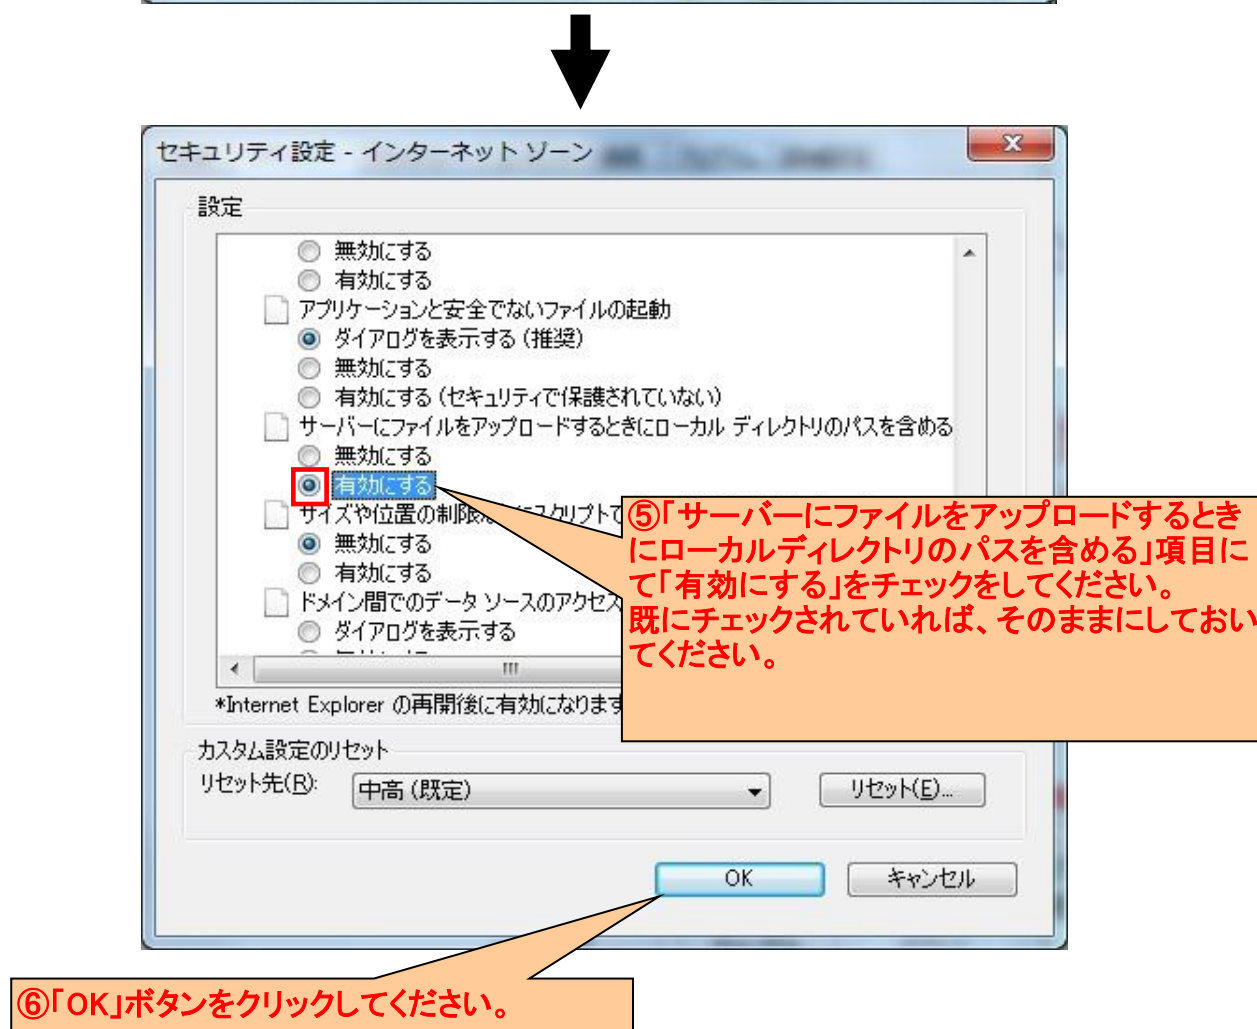 セキュリティ設定 - インターネット ゾーン
設定
無効にする
有効にする
アプリケーションと安全でないファイルの起動
ダイアログを表示する (推奨)
無効にする
有効にする (セキュリティで保護されていない)
サーバーにファイルをアップロードするときにローカル ディレクトリのパスを含める
無効にする
有効にする
サイズや位置の制限
無効にする
有効にする
ドメイン間でのデータ ソースのアクセス
ダイアログを表示する
⑤「サーバーにファイルをアップロードするとき
にローカルディレクトリのパスを含める」項目に
て「有効にする」をチェックをしてください。
既にチェックされていれば、そのままにしておい
てください。
*Internet Explorer の再開後に有効になります
カスタム設定のリセット
リセット先(R):
中高 (既定)
リセット(E)...
OK
キャンセル
⑥「OK」ボタンをクリックしてください。